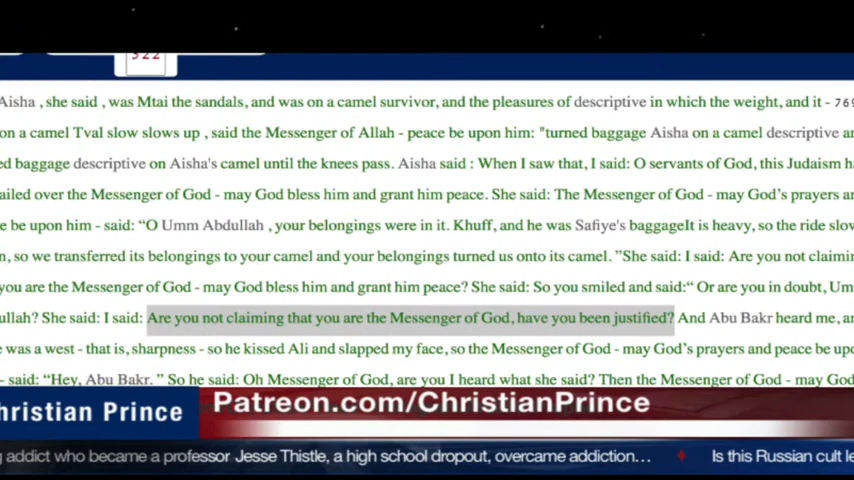 322
Aisha , she said , was Mtai the sandals, and was on a camel survivor, and the pleasures of descriptive in which the weight, and it - 769
on a camel Tval slow slows up , said the Messenger of Allah - peace be upon him: "turned baggage Aisha on a camel descriptive an
ed baggage descriptive on Aisha's camel until the knees pass. Aisha said : When I saw that, I said: O servants of God, this Judaism h
ailed over the Messenger of God - may God bless him and grant him peace. She said: The Messenger of God - may God's prayers an
e be upon him - said: “O Umm Abdullah , your belongings were in it. Khuff, and he was Safiye's baggageIt is heavy, so the ride slow
n, so we transferred its belongings to your camel and your belongings turned us onto its camel. ”She said: I said: Are you not claimin
you are the Messenger of God - may God bless him and grant him peace? She said: So you smiled and said:“ Or are you in doubt, Um
ullah? She said: I said: Are you not claiming that you are the Messenger of God, have you been justified? And Abu Bakr heard me, an
e was a west - that is, sharpness - so he kissed Ali and slapped my face, so the Messenger of God - may God's prayers and peace be upo
- said: “Hey, Abu Bakr. ” So he said: Oh Messenger of God, are you I heard what she said? Then the Messenger of God - may God
hristian Prince Patreon.com/ChristianPrince
g addict who became a professor Jesse Thistle, a high school dropout, overcame addiction… Is this Russian cult le